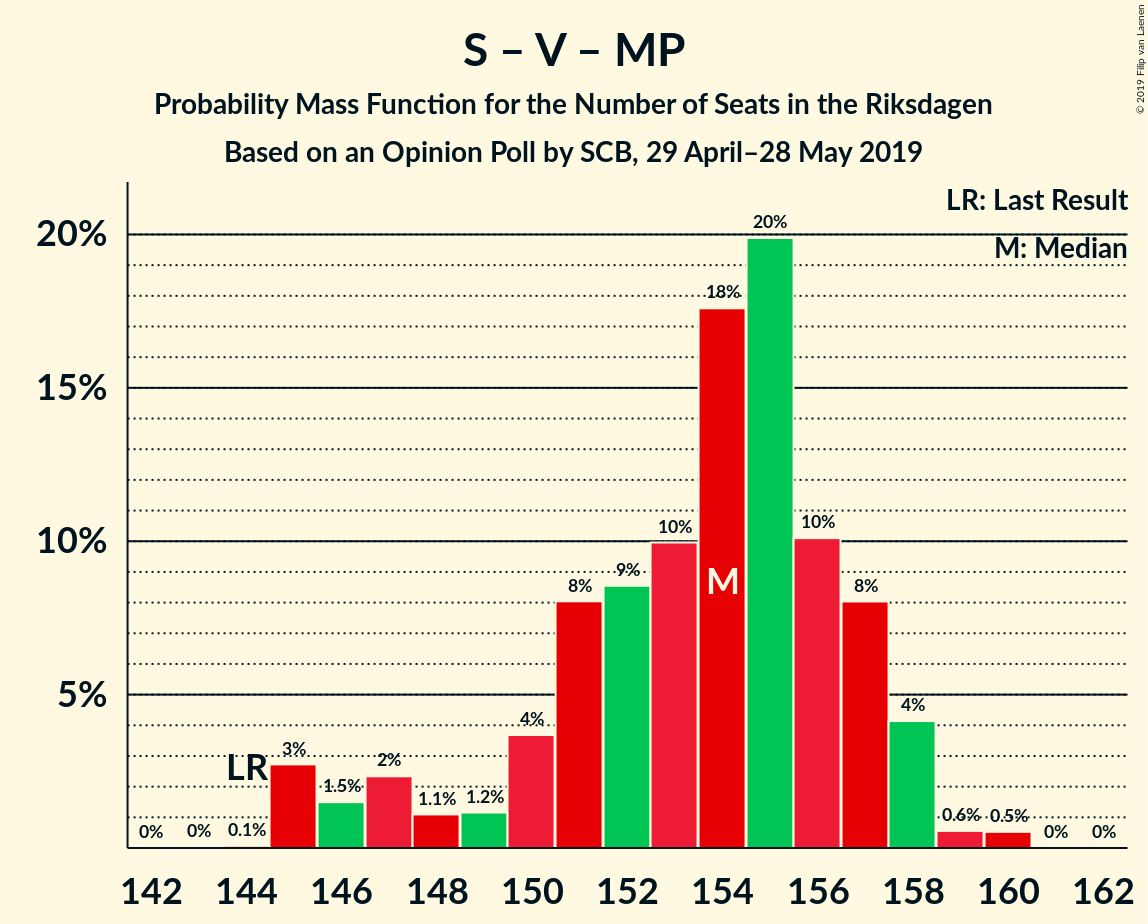 S – V – MP
Probability Mass Function for the Number of Seats in the Riksdagen
Based on an Opinion Poll by SCB, 29 April–28 May 2019
© 2019 Filip van Laenen
LR: Last Result
M: Median
20%
15%
10%
5%
0%
0%
0.1%
LR
3%
1.5%
2%
1.1%
1.2%
4%
8%
9%
10%
18%
M
20%
10%
8%
4%
0.6%
0.5%
0%
0%
142 144 146 148 150 152 154 156 158 160 162